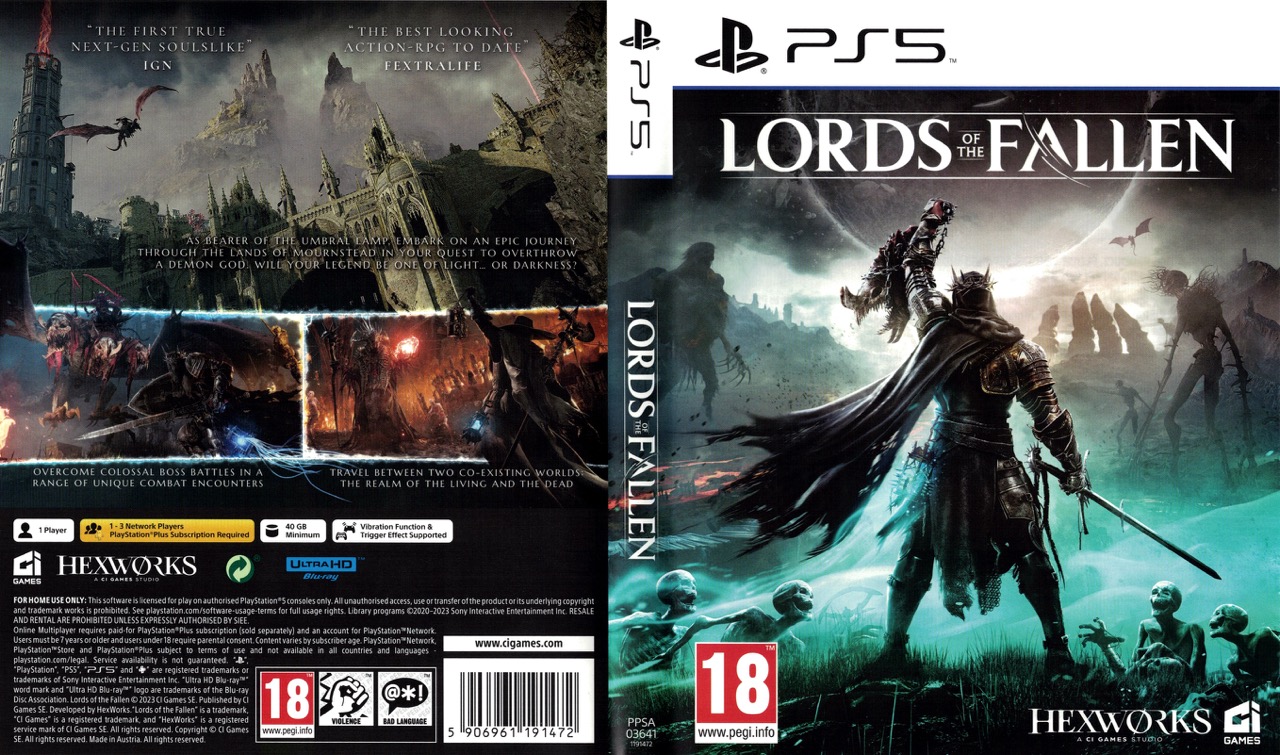 “THE FIRST TRUE
NEXT-GEN SOULSLIKE”
IGN
“THE BEST LOOKING
ACTION-RPG TO DATE”
FEXTRALIFE
AS BEARER OF THE UMBRAL LAMP, EMBARK ON AN EPIC JOURNEY
THROUGH THE LANDS OF MOURNSTEAD IN YOUR QUEST TO OVERTHROW
A DEMON GOD. WILL YOUR LEGEND BE ONE OF LIGHT... OR DARKNESS?
OVERCOME COLOSSAL BOSS BATTLES IN A
RANGE OF UNIQUE COMBAT ENCOUNTERS
TRAVEL BETWEEN TWO CO-EXISTING WORLDS:
THE REALM OF THE LIVING AND THE DEAD
1 Player
1 - 3 Network Players
PlayStation®Plus Subscription Required
40 GB
Minimum
Vibration Function &
Trigger Effect Supported
CI
GAMES
HEXWORKS
A CI GAMES STUDIO
ULTRA HD
Blu-ray™
FOR HOME USE ONLY: This software is licensed for play on authorised PlayStation®5 consoles only. All unauthorised access, use or transfer of the product or its underlying copyright
and trademark works is prohibited. See playstation.com/software-usage-terms for full usage rights. Library programs ©2020–2023 Sony Interactive Entertainment Inc. RESALE
AND RENTAL ARE PROHIBITED UNLESS EXPRESSLY AUTHORISED BY SIEE.
Online Multiplayer requires paid-for PlayStation®Plus subscription (sold separately) and an account for PlayStation™Network.
Users must be 7 years or older and users under 18 require parental consent. Content varies by subscriber age. PlayStation™Network,
PlayStation™Store and PlayStation®Plus subject to terms of use and not available in all countries and languages -
playstation.com/legal. Service availability is not guaranteed. “ ”,
“PlayStation”, “PS5”, “PS5” and “ ” are registered trademarks or
trademarks of Sony Interactive Entertainment Inc. “Ultra HD Blu-ray™”
word mark and “Ultra HD Blu-ray™” logo are trademarks of the Blu-ray
Disc Association. Lords of the Fallen © 2023 CI Games SE. Published by CI
Games SE. Developed by HexWorks.“Lords of the Fallen” is a trademark,
“CI Games” is a registered trademark, and “HexWorks” is a registered
service mark of CI Games SE. All rights reserved. Copyright © CI Games
SE. All rights reserved. Made in Austria. All rights reserved.
18™
www.pegi.info
VIOLENCE
@*!
BAD LANGUAGE
www.cigames.com
5 906961 191472
PS5
LORDS OF THE FALLEN
PPSA
03641
1191472
PS5™
LORDS OF THE FALLEN
18™
www.pegi.info
HEXWORKS
A CI GAMES STUDIO
CI
GAMES